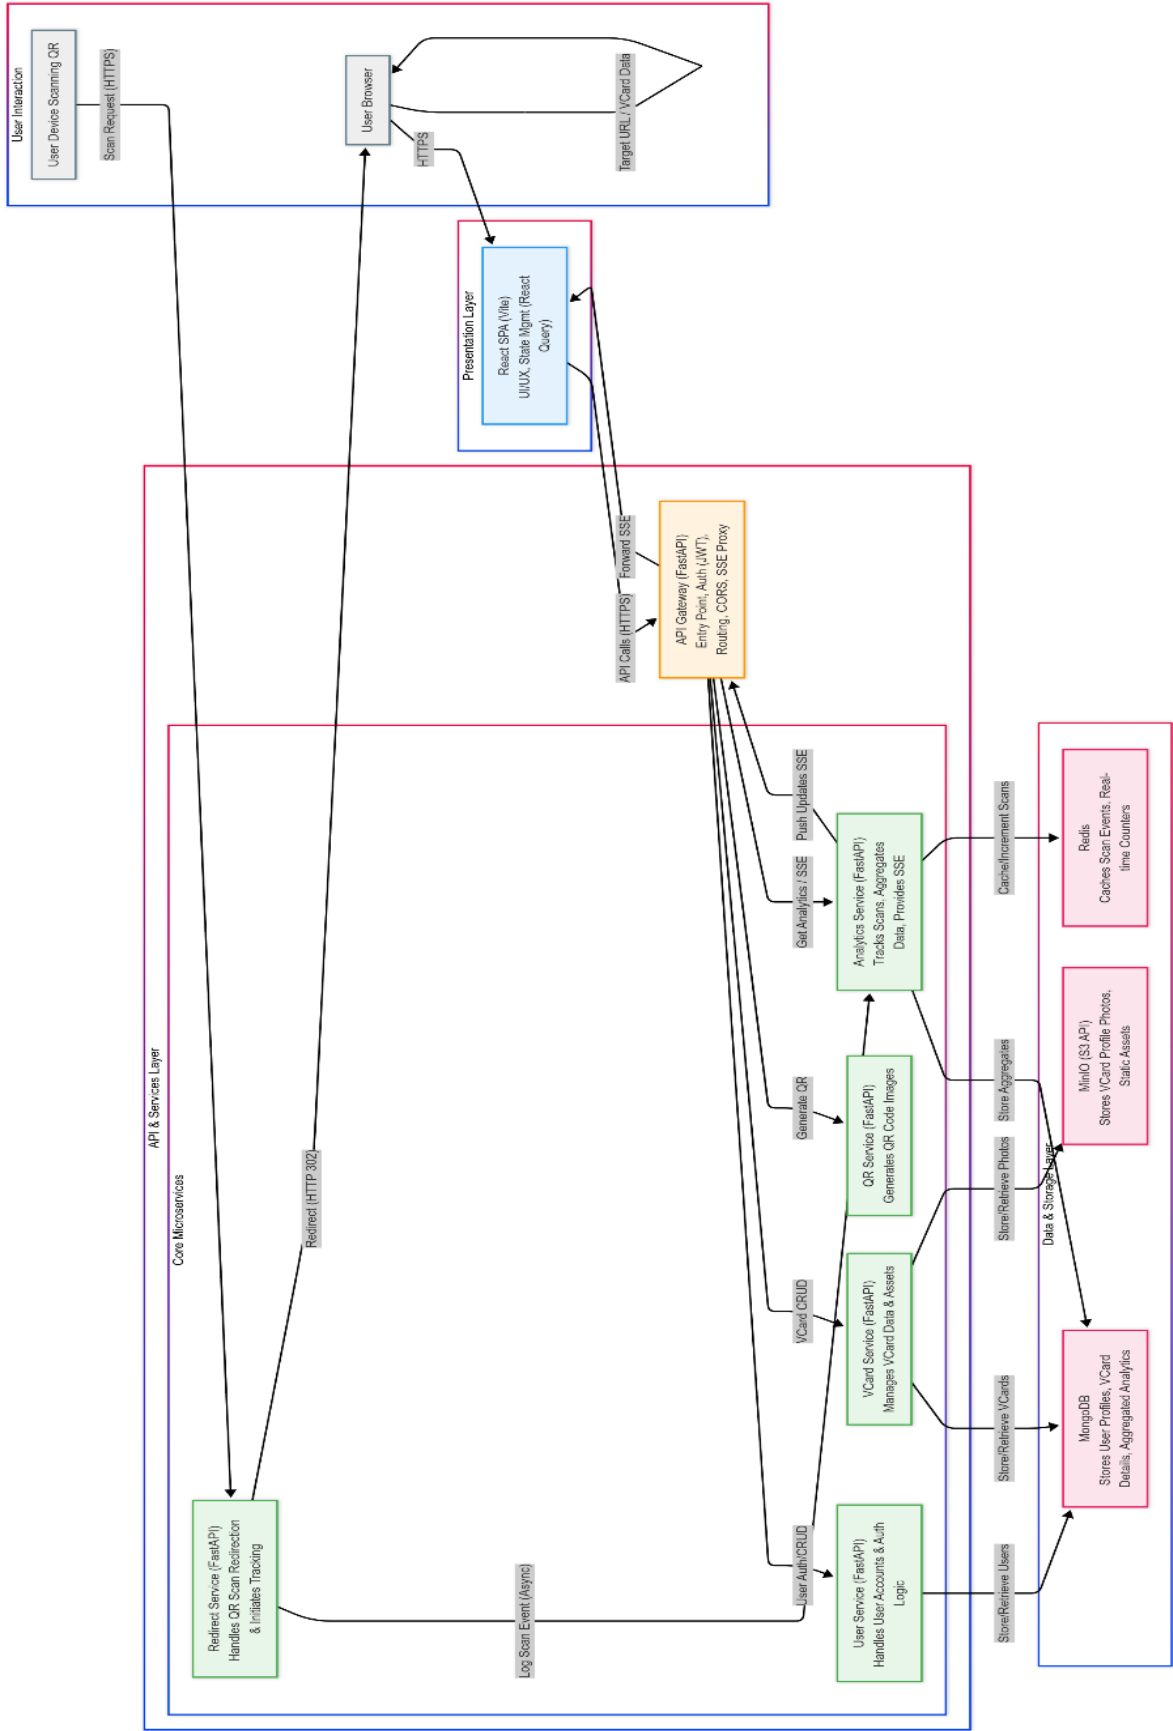 User Interaction
User Device Scanning QR
Scan Request (HTTPS)
User Browser
HTTPS
Target URL / VCard Data
Presentation Layer
React SPA (Vite)
UI/UX, State Mgmt (React
Query)
API & Services Layer
Forward SSE
API Calls (HTTPS)
API Gateway (FastAPI)
Entry Point, Auth (JWT),
Routing, CORS, SSE Proxy
Core Microservices
Redirect (HTTP 302)
Redirect Service (FastAPI)
Handles QR Scan Redirection
& Initiates Tracking
Log Scan Event (Async)
Push Updates SSE
Get Analytics / SSE
Generate QR
VCard CRUD
User Auth/CRUD
Analytics Service (FastAPI)
Tracks Scans, Aggregates
Data, Provides SSE
QR Service (FastAPI)
Generates QR Code Images
VCard Service (FastAPI)
Manages VCard Data & Assets
User Service (FastAPI)
Handles User Accounts & Auth
Logic
Cache/Increment Scans
Store Aggregates
Store/Retrieve Photos
Store/Retrieve VCards
Store/Retrieve Users
Data & Storage Layer
Redis
Caches Scan Events, Real-
time Counters
MinIO (S3 API)
Stores VCard Profile Photos,
Static Assets
MongoDB
Stores User Profiles, VCard
Details, Aggregated Analytics